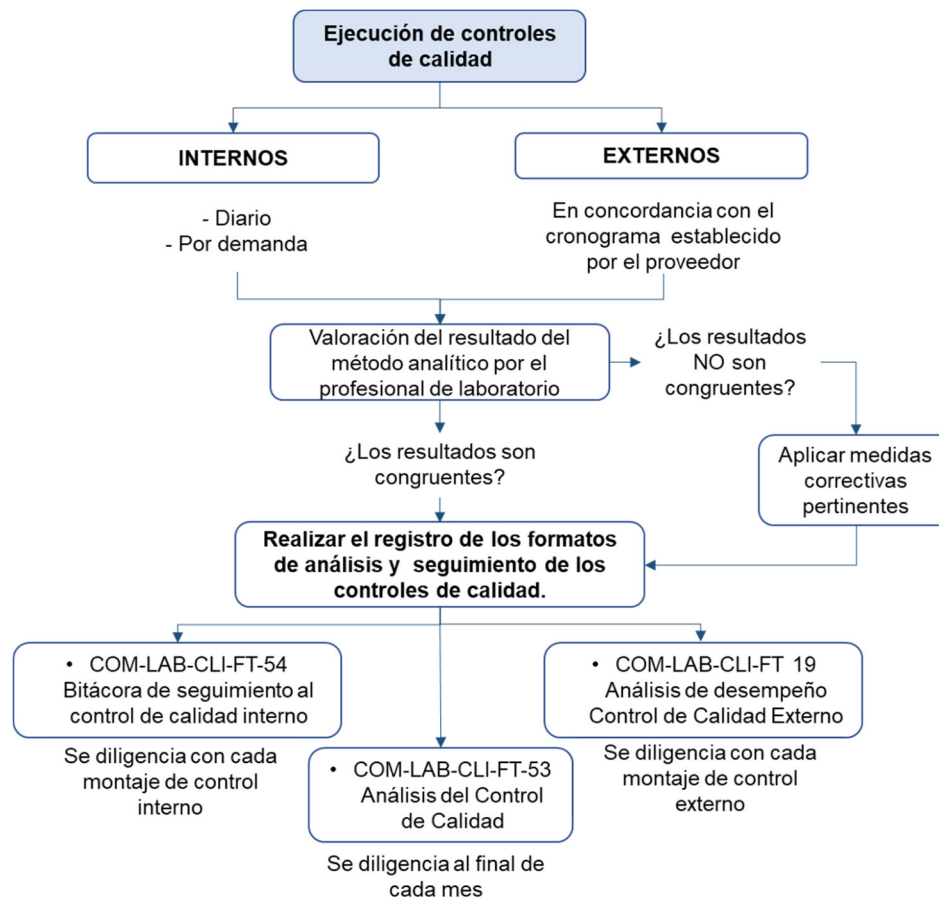 Ejecución de controles
de calidad
INTERNOS
EXTERNOS
- Diario
- Por demanda
En concordancia con el
cronograma establecido
por el proveedor
Valoración del resultado del
método analítico por el
profesional de laboratorio
¿Los resultados
NO son
congruentes?
¿Los resultados son
congruentes?
Aplicar medidas
correctivas
pertinentes
Realizar el registro de los formatos
de análisis y seguimiento de los
controles de calidad.
• COM-LAB-CLI-FT-54
Bitácora de seguimiento al
control de calidad interno
Se diligencia con cada
montaje de control
interno
• COM-LAB-CLI-FT-53
Análisis del Control
de Calidad
Se diligencia al final de
cada mes
• COM-LAB-CLI-FT 19
Análisis de desempeño
Control de Calidad Externo
Se diligencia con cada
montaje de control
externo